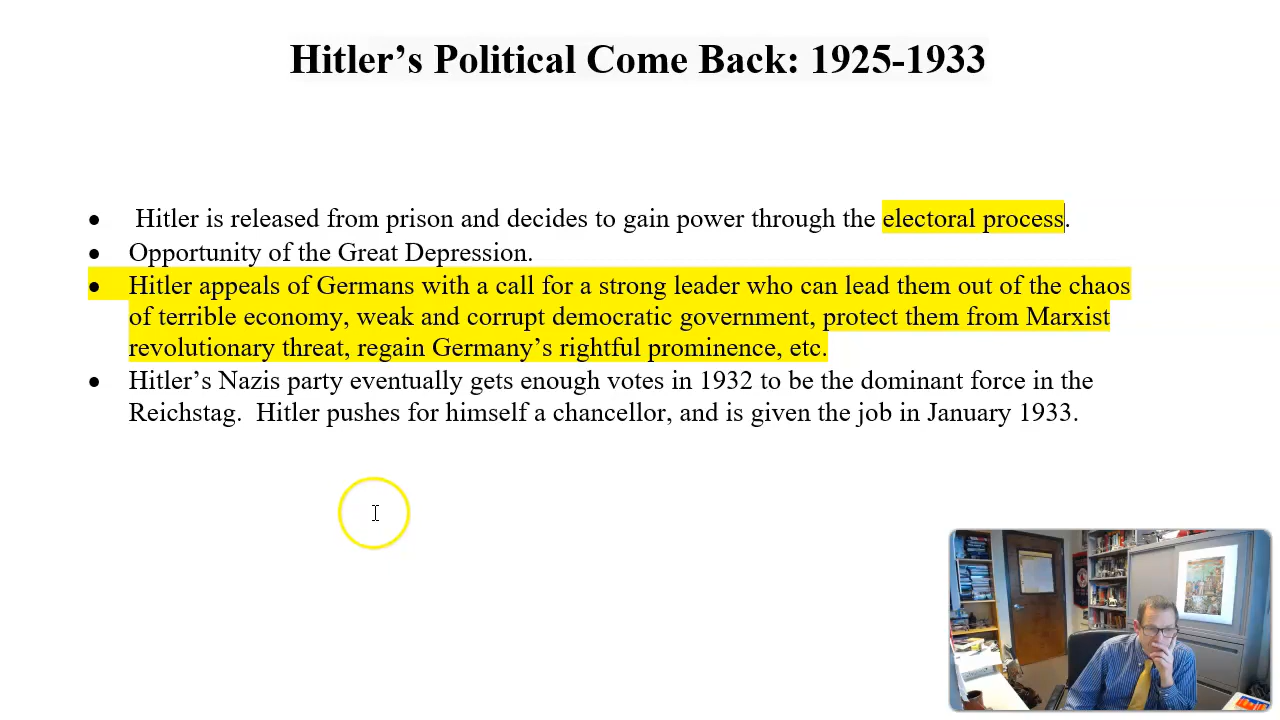 Hitler’s Political Come Back: 1925-1933
● Hitler is released from prison and decides to gain power through the electoral process.
● Opportunity of the Great Depression.
● Hitler appeals of Germans with a call for a strong leader who can lead them out of the chaos
of terrible economy, weak and corrupt democratic government, protect them from Marxist
revolutionary threat, regain Germany’s rightful prominence, etc.
● Hitler’s Nazis party eventually gets enough votes in 1932 to be the dominant force in the
Reichstag.  Hitler pushes for himself a chancellor, and is given the job in January 1933.